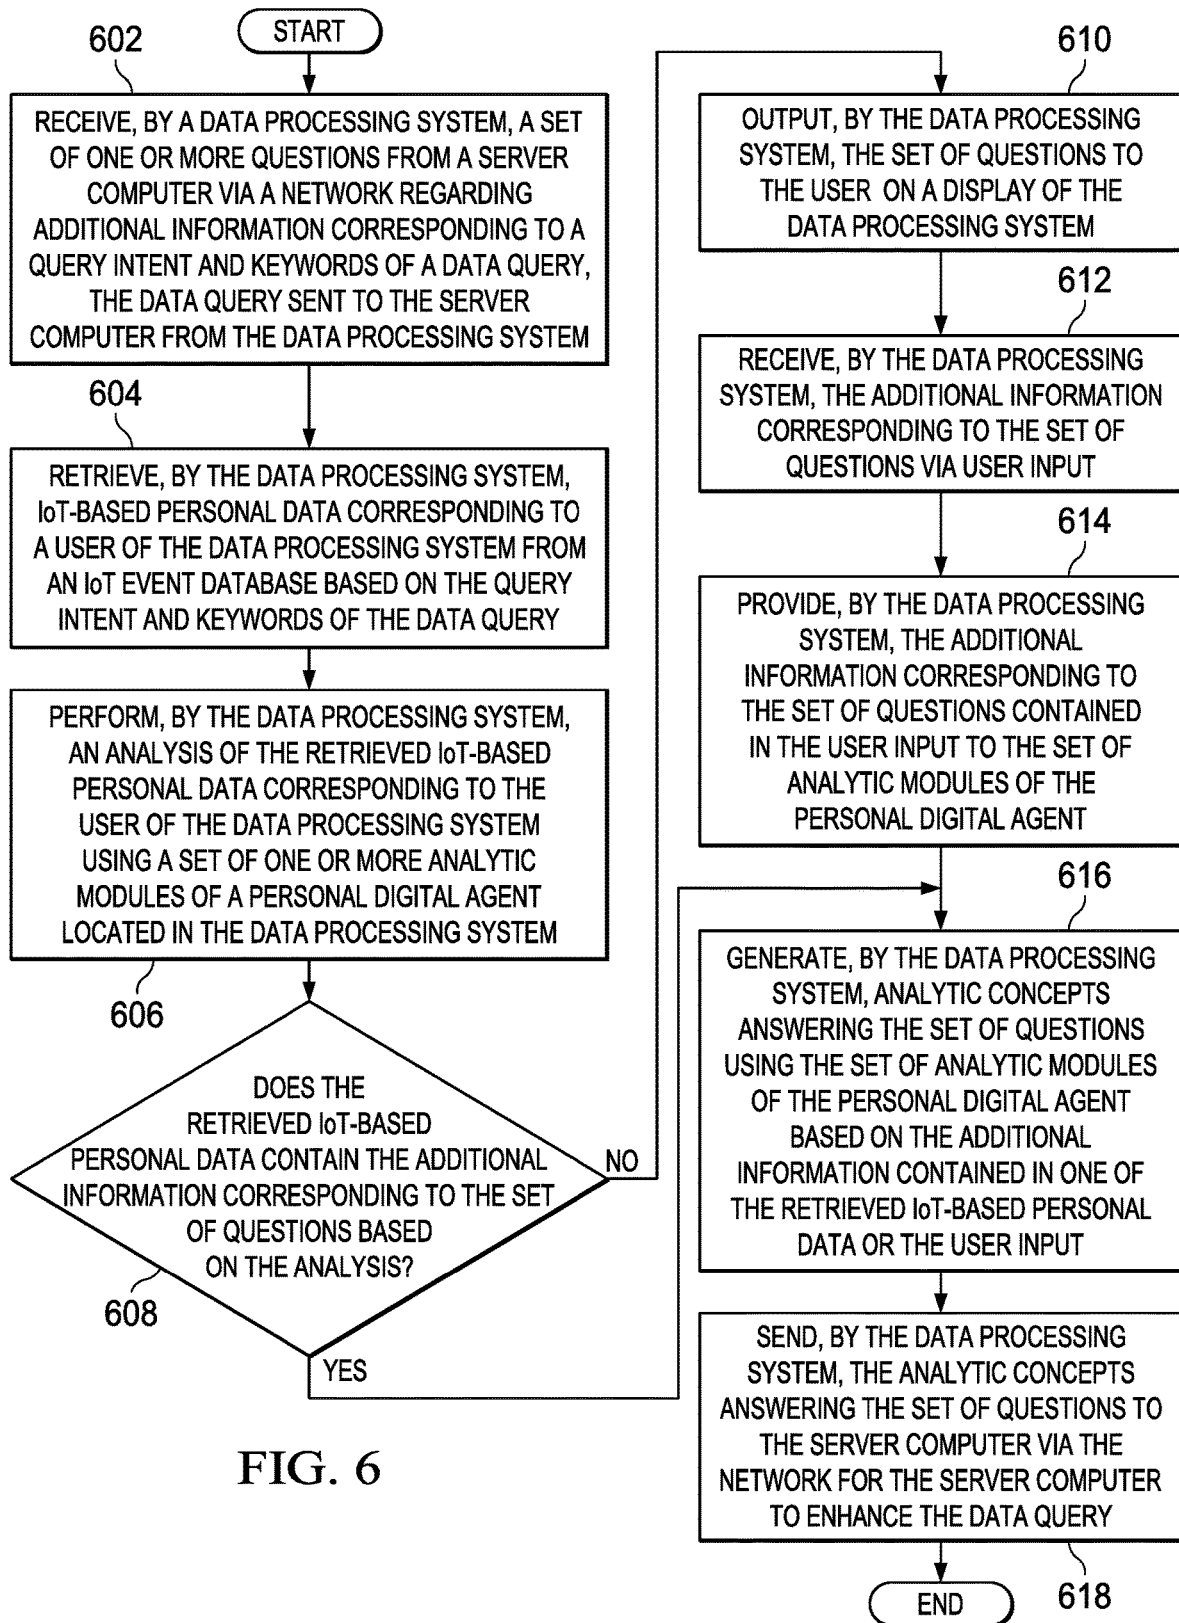 START
602
RECEIVE, BY A DATA PROCESSING SYSTEM, A SET
OF ONE OR MORE QUESTIONS FROM A SERVER
COMPUTER VIA A NETWORK REGARDING
ADDITIONAL INFORMATION CORRESPONDING TO A
QUERY INTENT AND KEYWORDS OF A DATA QUERY,
THE DATA QUERY SENT TO THE SERVER
COMPUTER FROM THE DATA PROCESSING SYSTEM
604
RETRIEVE, BY THE DATA PROCESSING SYSTEM,
IoT-BASED PERSONAL DATA CORRESPONDING TO
A USER OF THE DATA PROCESSING SYSTEM FROM
AN IoT EVENT DATABASE BASED ON THE QUERY
INTENT AND KEYWORDS OF THE DATA QUERY
PERFORM, BY THE DATA PROCESSING SYSTEM,
AN ANALYSIS OF THE RETRIEVED IoT-BASED
PERSONAL DATA CORRESPONDING TO THE
USER OF THE DATA PROCESSING SYSTEM
USING A SET OF ONE OR MORE ANALYTIC
MODULES OF A PERSONAL DIGITAL AGENT
LOCATED IN THE DATA PROCESSING SYSTEM
606
DOES THE
RETRIEVED IoT-BASED
PERSONAL DATA CONTAIN THE ADDITIONAL
INFORMATION CORRESPONDING TO THE SET
OF QUESTIONS BASED
ON THE ANALYSIS?
608
NO
YES
610
OUTPUT, BY THE DATA PROCESSING
SYSTEM, THE SET OF QUESTIONS TO
THE USER ON A DISPLAY OF THE
DATA PROCESSING SYSTEM
612
RECEIVE, BY THE DATA PROCESSING
SYSTEM, THE ADDITIONAL INFORMATION
CORRESPONDING TO THE SET OF
QUESTIONS VIA USER INPUT
614
PROVIDE, BY THE DATA PROCESSING
SYSTEM, THE ADDITIONAL
INFORMATION CORRESPONDING TO
THE SET OF QUESTIONS CONTAINED
IN THE USER INPUT TO THE SET OF
ANALYTIC MODULES OF THE
PERSONAL DIGITAL AGENT
616
GENERATE, BY THE DATA PROCESSING
SYSTEM, ANALYTIC CONCEPTS
ANSWERING THE SET OF QUESTIONS
USING THE SET OF ANALYTIC MODULES
OF THE PERSONAL DIGITAL AGENT
BASED ON THE ADDITIONAL
INFORMATION CONTAINED IN ONE OF
THE RETRIEVED IoT-BASED PERSONAL
DATA OR THE USER INPUT
SEND, BY THE DATA PROCESSING
SYSTEM, THE ANALYTIC CONCEPTS
ANSWERING THE SET OF QUESTIONS TO
THE SERVER COMPUTER VIA THE
NETWORK FOR THE SERVER COMPUTER
TO ENHANCE THE DATA QUERY
618
END
FIG. 6